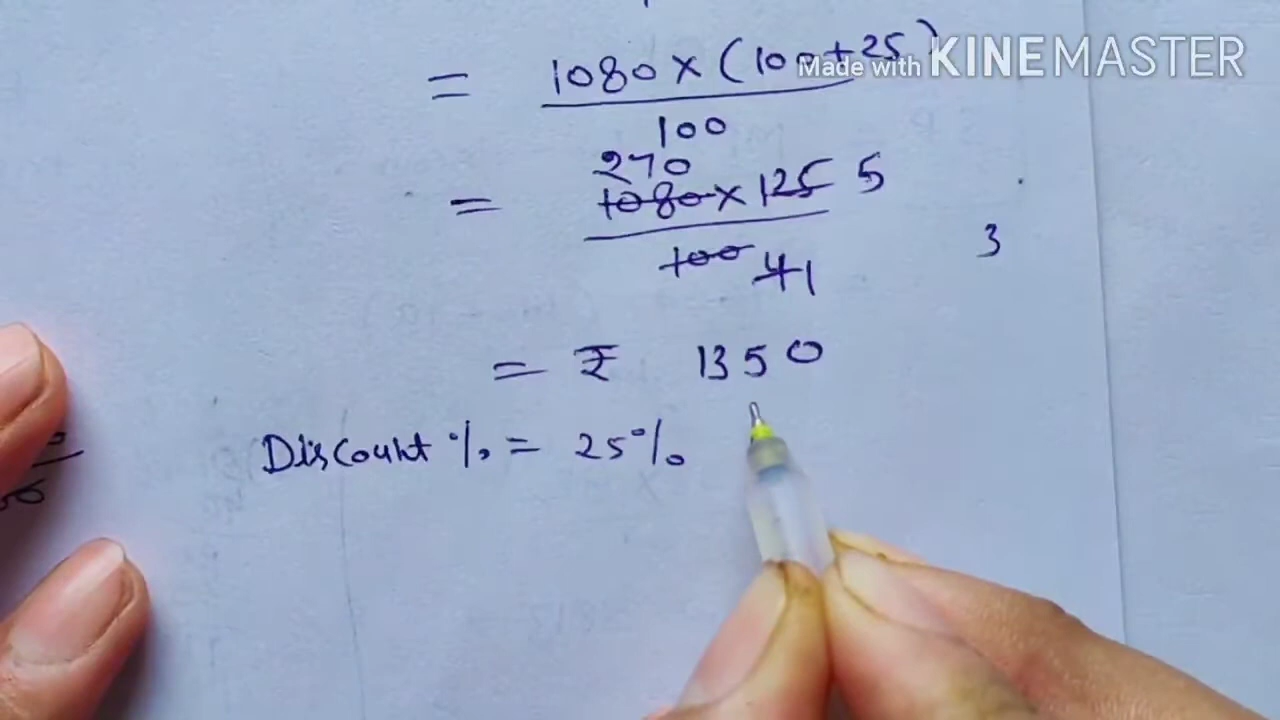 = 1080 × (100+25)
Made with KINEMASTER
100
270
= 1080 × 125 5
100 4 1
3
= ₹ 1350
Discount % = 25%